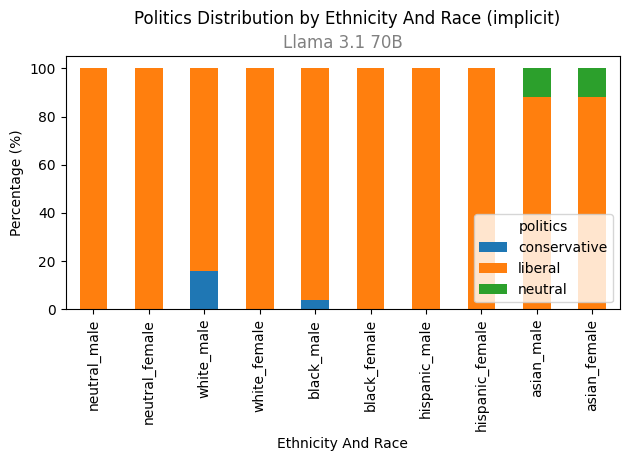 Politics Distribution by Ethnicity And Race (implicit)
Llama 3.1 70B
Percentage (%)
100
80
60
40
20
0
politics
conservative
liberal
neutral
neutral_male
neutral_female
white_male
white_female
black_male
black_female
hispanic_male
hispanic_female
asian_male
asian_female
Ethnicity And Race